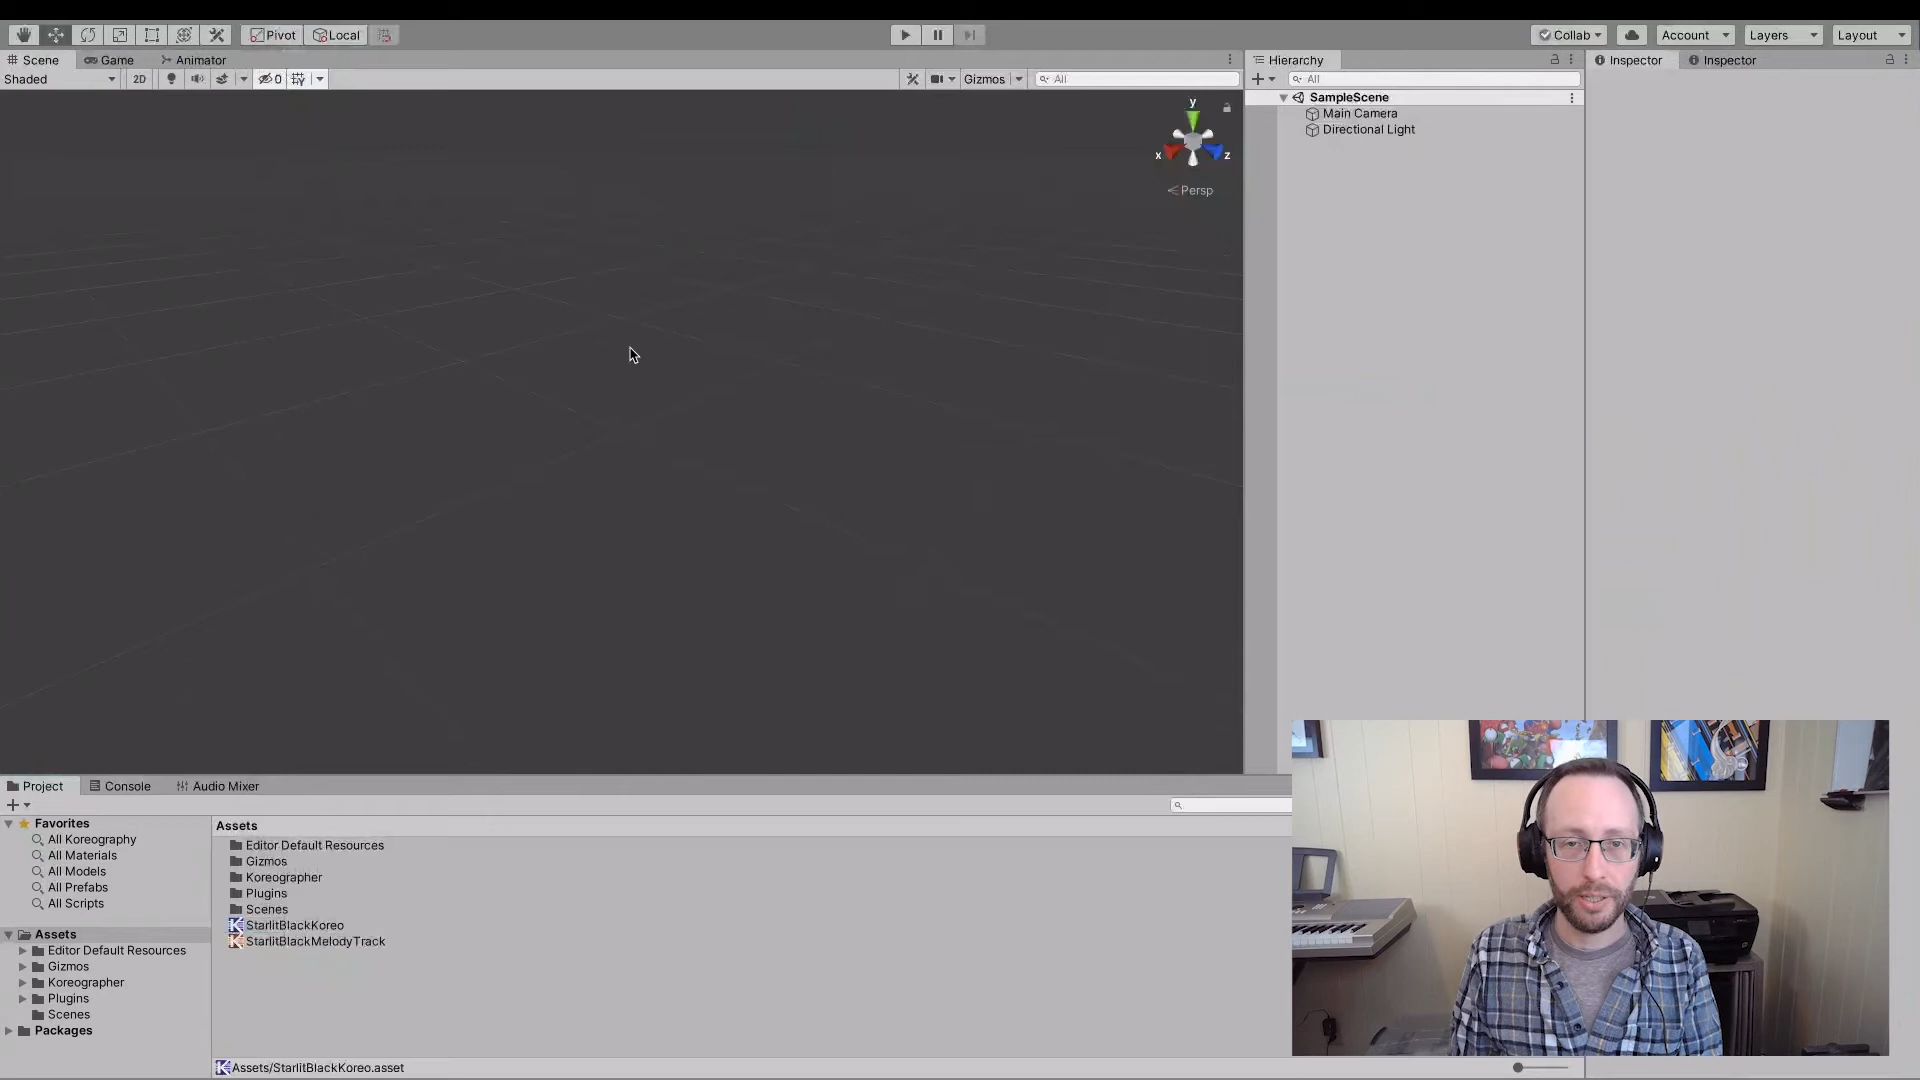 Pivot
Local
Collab
Account
Layers
Layout
Scene
Game
Animator
Hierarchy
Inspector
Inspector
Shaded
2D
0
Gizmos
All
All
SampleScene
Main Camera
Directional Light
y
x
z
Persp
Project
Console
Audio Mixer
Favorites
All Koreography
All Materials
All Models
All Prefabs
All Scripts
Assets
Editor Default Resources
Gizmos
Koreographer
Plugins
Scenes
Packages
Assets
Editor Default Resources
Gizmos
Koreographer
Plugins
Scenes
StarlitBlackKoreo
StarlitBlackMelodyTrack
Assets/StarlitBlackKoreo.asset